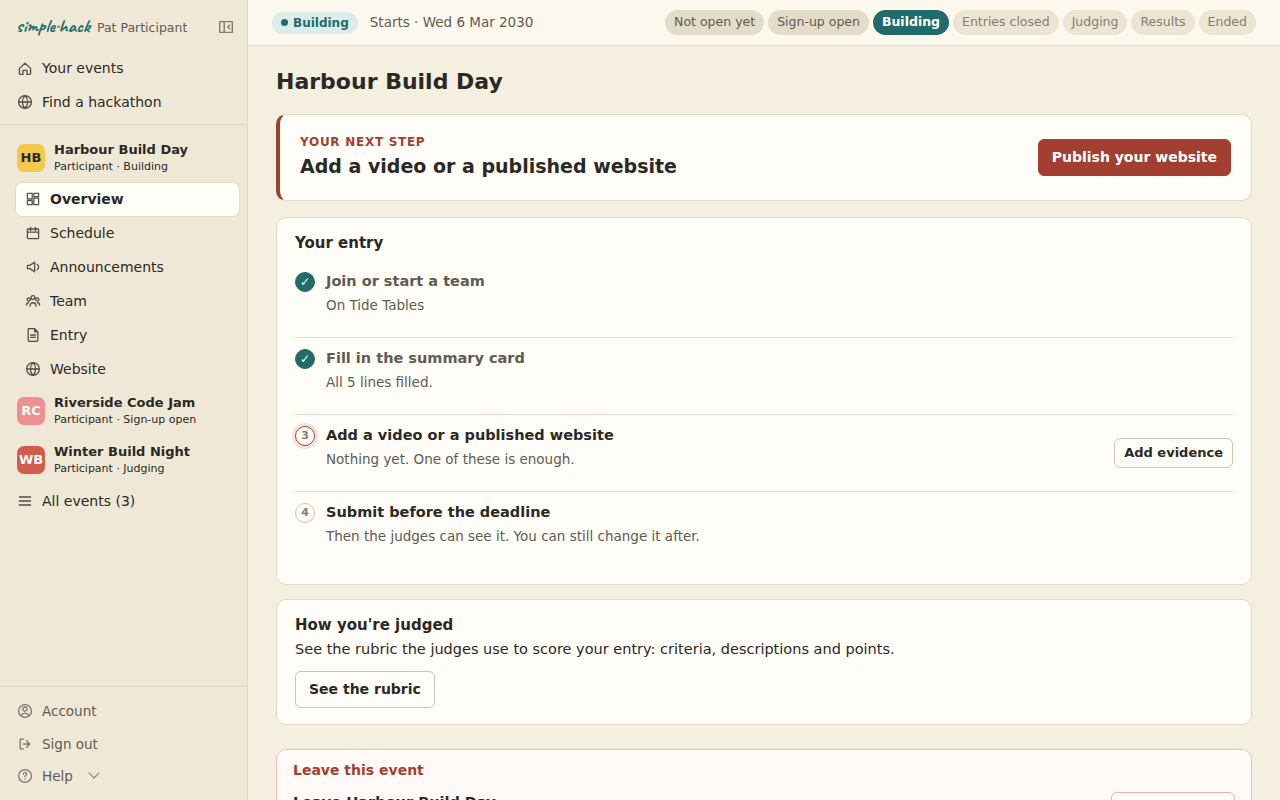 simple·hack Pat Participant
Your events
Find a hackathon
HB
Harbour Build Day
Participant · Building
Overview
Schedule
Announcements
Team
Entry
Website
RC
Riverside Code Jam
Participant · Sign-up open
WB
Winter Build Night
Participant · Judging
All events (3)
Account
Sign out
Help
Building
Starts · Wed 6 Mar 2030
Not open yet
Sign-up open
Building
Entries closed
Judging
Results
Ended
Harbour Build Day
YOUR NEXT STEP
Add a video or a published website
Publish your website
Your entry
✓ Join or start a team
On Tide Tables
✓ Fill in the summary card
All 5 lines filled.
3 Add a video or a published website
Nothing yet. One of these is enough.
Add evidence
4 Submit before the deadline
Then the judges can see it. You can still change it after.
How you're judged
See the rubric the judges use to score your entry: criteria, descriptions and points.
See the rubric
Leave this event
Leave Harbour Build Day